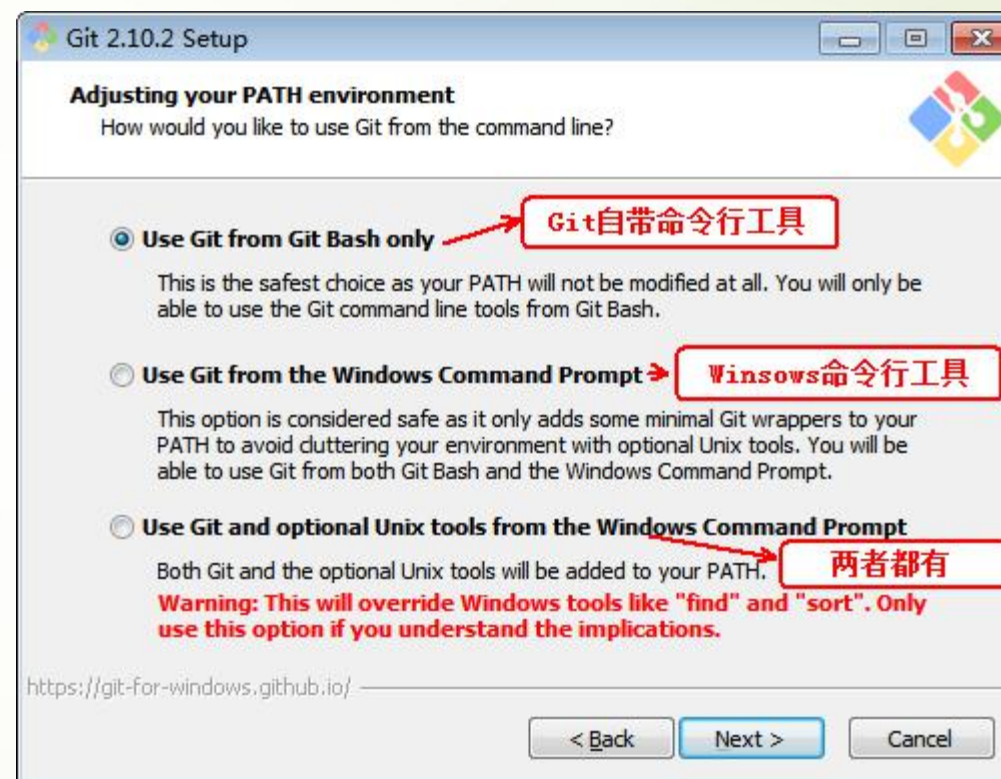 Git 2.10.2 Setup
Adjusting your PATH environment
How would you like to use Git from the command line?
Use Git from Git Bash only
Git自带命令行工具
This is the safest choice as your PATH will not be modified at all. You will only be
able to use the Git command line tools from Git Bash.
Use Git from the Windows Command Prompt
Winsows命令行工具
This option is considered safe as it only adds some minimal Git wrappers to your
PATH to avoid cluttering your environment with optional Unix tools. You will be
able to use Git from both Git Bash and the Windows Command Prompt.
Use Git and optional Unix tools from the Windows Command Prompt
Both Git and the optional Unix tools will be added to your PATH.
两者都有
Warning: This will override Windows tools like "find" and "sort". Only
use this option if you understand the implications.
https://git-for-windows.github.io/
< Back
Next >
Cancel